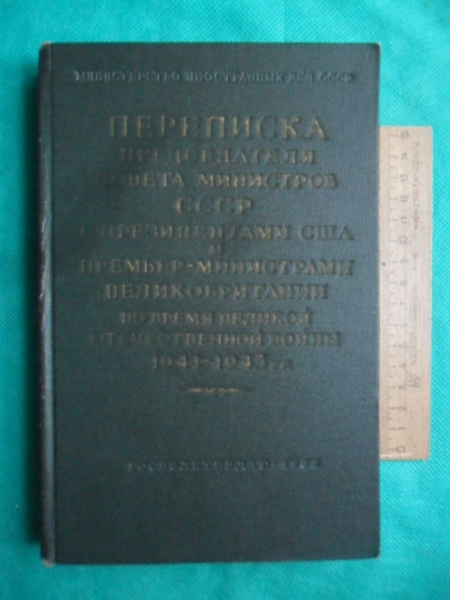 МИНИСТЕРСТВО ИНОСТРАННЫХ ДЕЛ СССР
ПЕРЕПИСКА
ПРЕДСЕДАТЕЛЯ
СОВЕТА МИНИСТРОВ
СССР
С ПРЕЗИДЕНТАМИ США
И
ПРЕМЬЕР-МИНИСТРАМИ
ВЕЛИКОБРИТАНИИ
ВО ВРЕМЯ ВЕЛИКОЙ
ОТЕЧЕСТВЕННОЙ ВОЙНЫ
1941-1945 гг.
ГОСПОЛИТИЗДАТ